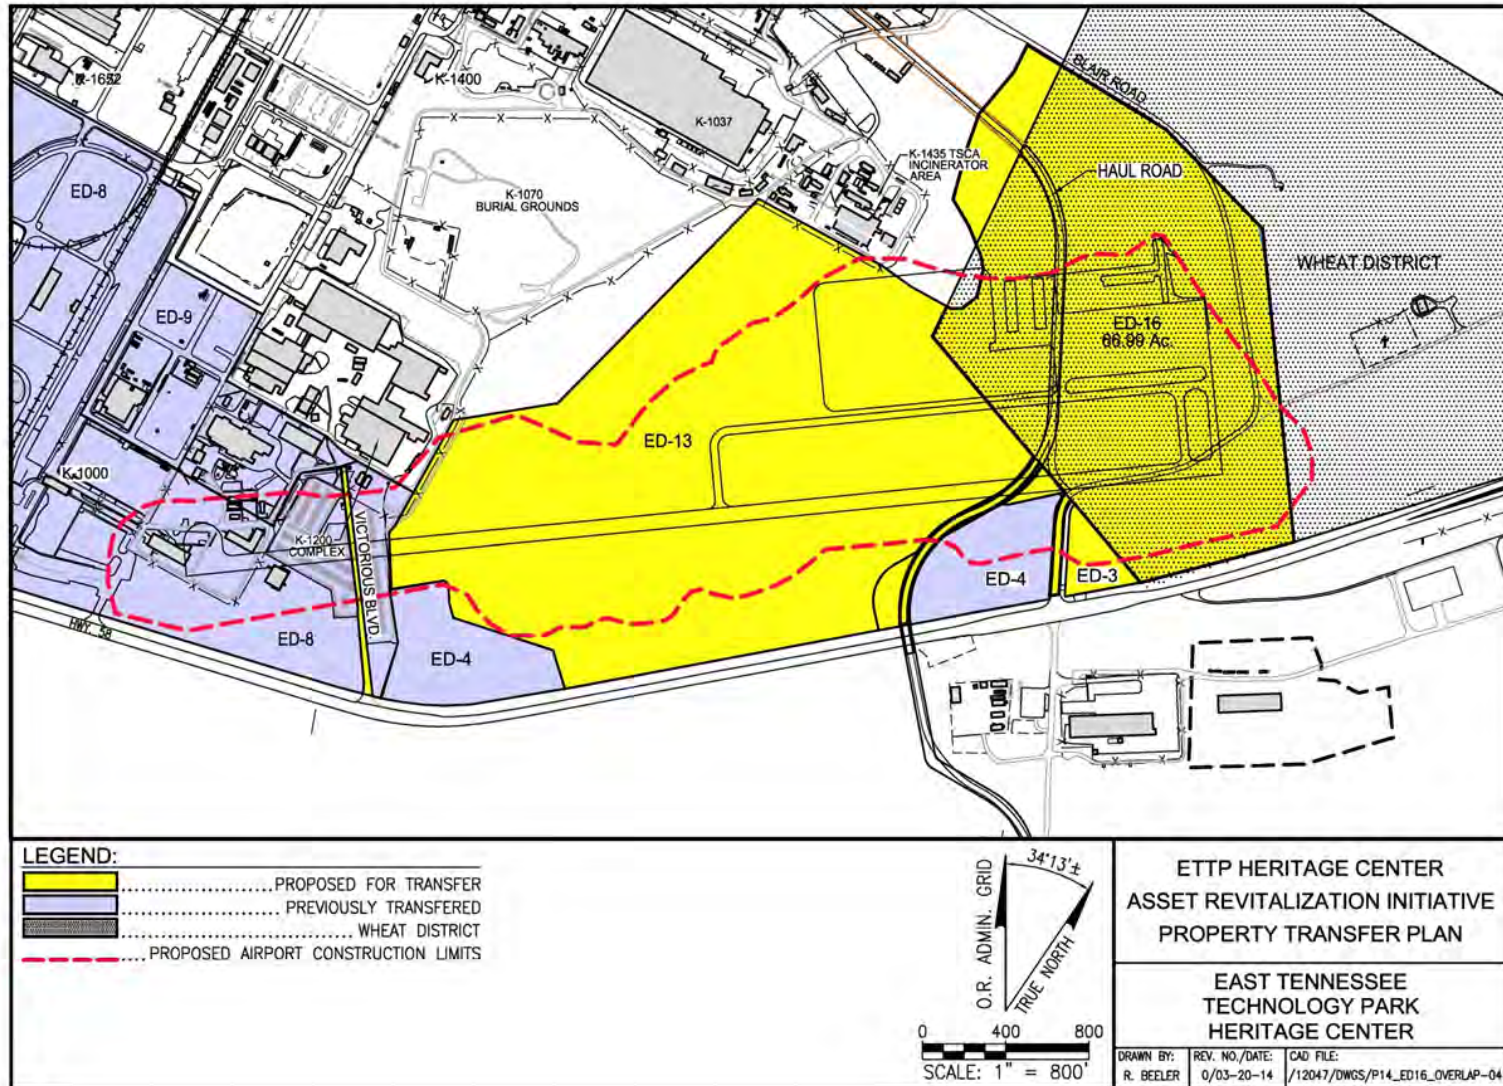 K-1652
K-1400
K-1037
BLAIR ROAD
K-1435 TSCA
INCINERATOR
AREA
HAUL ROAD
ED-8
K-1070
BURIAL GROUNDS
WHEAT DISTRICT
ED-9
ED-16
66.99 Ac.
ED-13
K-1000
K-1200
COMPLEX
VICTORIOUS BLVD.
ED-4
ED-3
HWY. 58
ED-8
ED-4
LEGEND:
PROPOSED FOR TRANSFER
PREVIOUSLY TRANSFERED
WHEAT DISTRICT
PROPOSED AIRPORT CONSTRUCTION LIMITS
34°13'±
O.R. ADMIN. GRID
TRUE NORTH
0 400 800
SCALE: 1" = 800'
ETTP HERITAGE CENTER
ASSET REVITALIZATION INITIATIVE
PROPERTY TRANSFER PLAN
EAST TENNESSEE
TECHNOLOGY PARK
HERITAGE CENTER
DRAWN BY:
R. BEELER
REV. NO./DATE:
0/03-20-14
CAD FILE:
/12047/DWGS/P14_ED16_OVERLAP-04